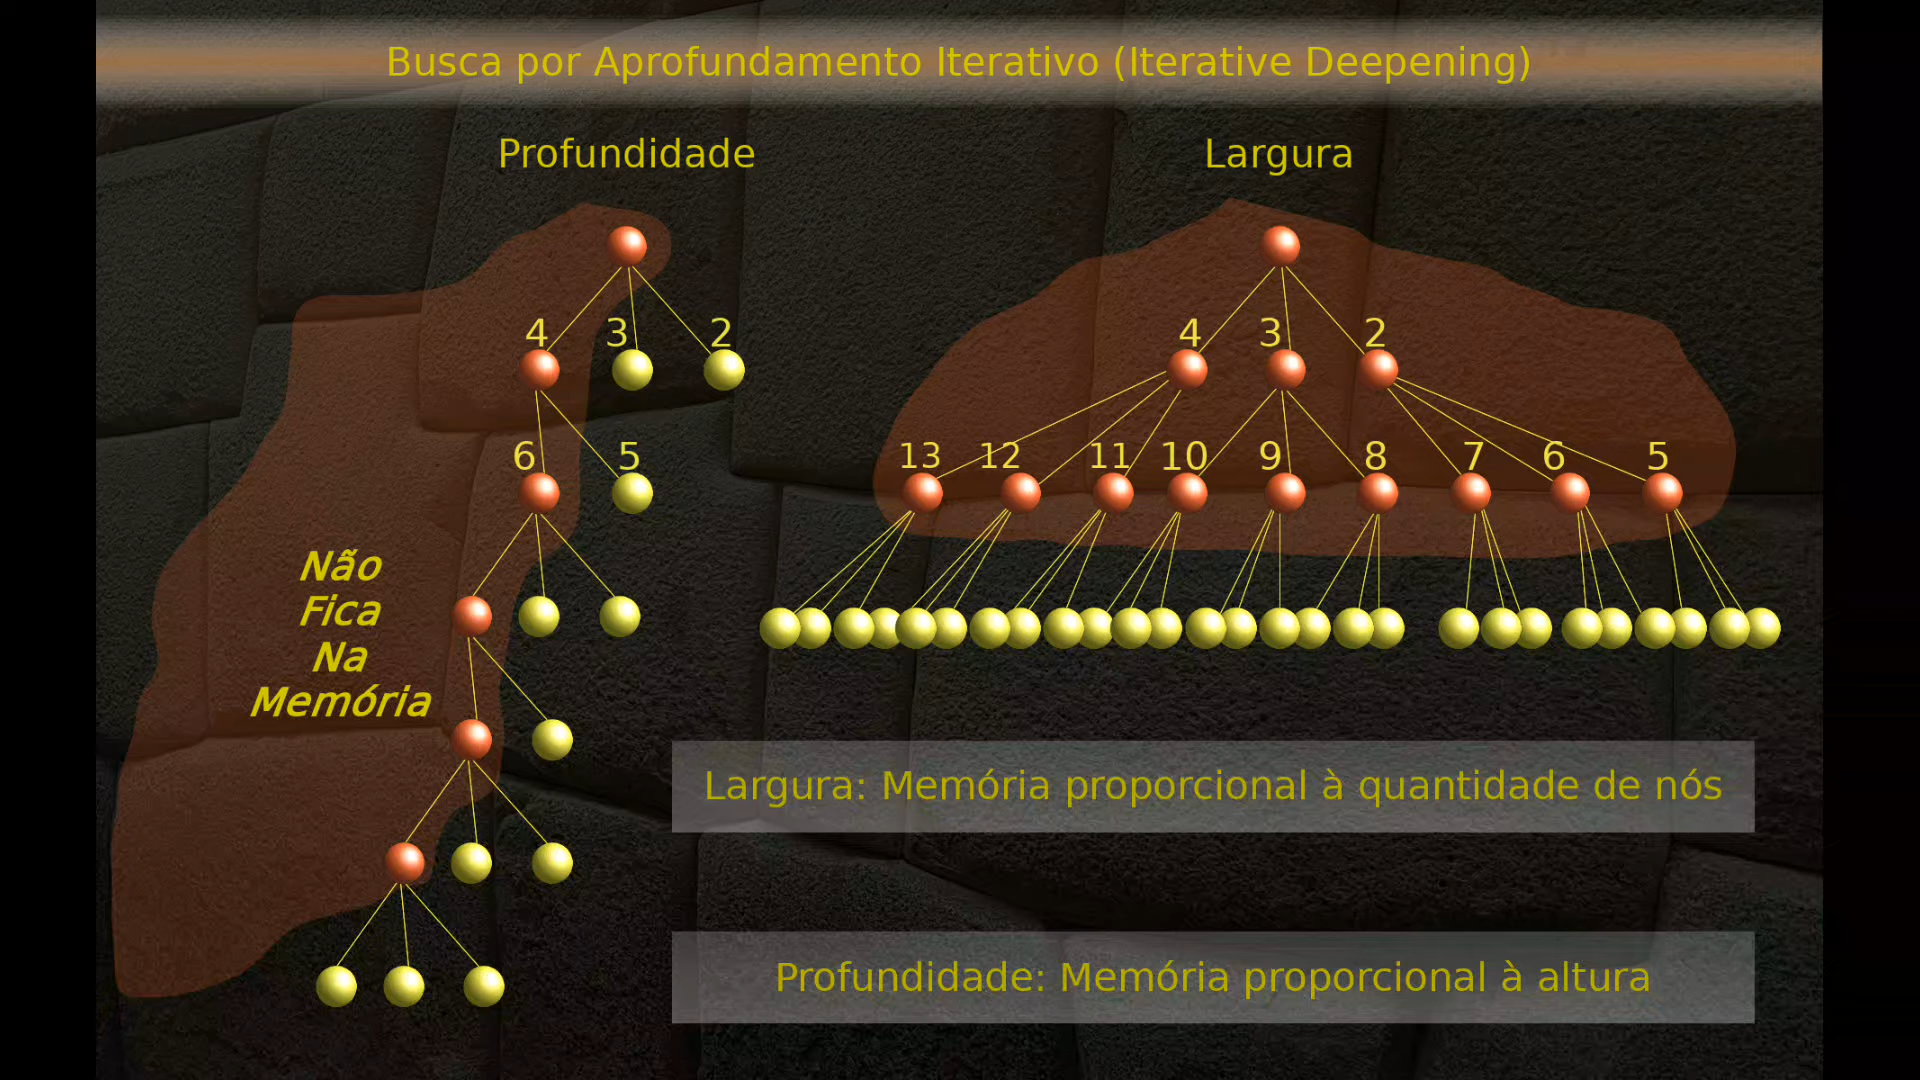 Busca por Aprofundamento Iterativo (Iterative Deepening)
Profundidade
Largura
4 3 2
4 3 2
6 5
13 12 11 10 9 8 7 6 5
Não
Fica
Na
Memória
Largura: Memória proporcional à quantidade de nós
Profundidade: Memória proporcional à altura